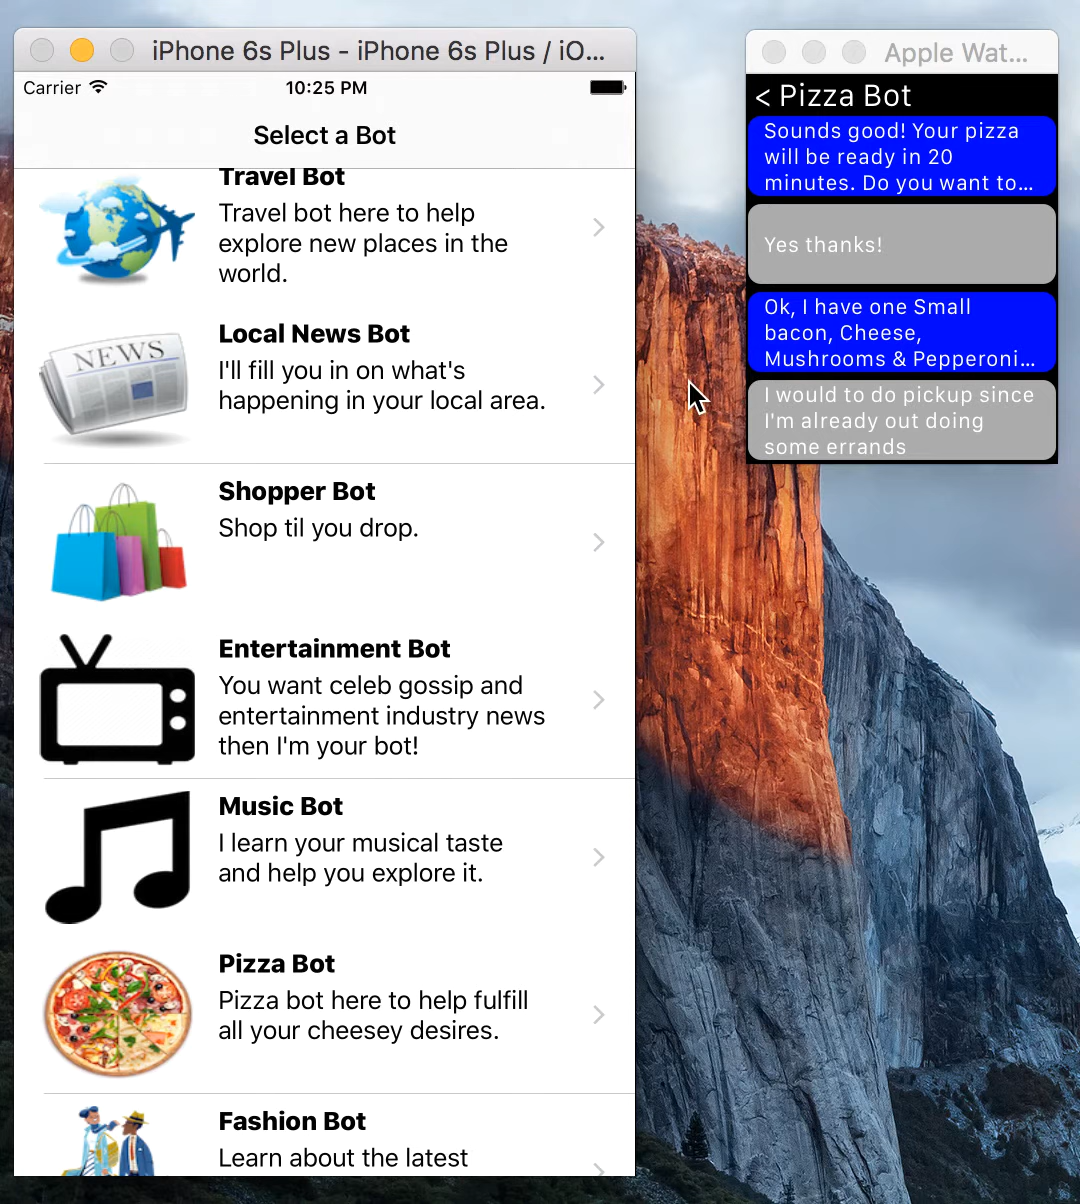 iPhone 6s Plus - iPhone 6s Plus / iO...
Carrier
10:25 PM
Select a Bot
Travel Bot
Travel bot here to help
explore new places in the
world.
NEWS
Local News Bot
I'll fill you in on what's
happening in your local area.
Shopper Bot
Shop til you drop.
Entertainment Bot
You want celeb gossip and
entertainment industry news
then I'm your bot!
Music Bot
I learn your musical taste
and help you explore it.
Pizza Bot
Pizza bot here to help fulfill
all your cheesey desires.
Fashion Bot
Learn about the latest
Apple Wat...
< Pizza Bot
Sounds good! Your pizza
will be ready in 20
minutes. Do you want to...
Yes thanks!
Ok, I have one Small
bacon, Cheese,
Mushrooms & Pepperoni...
I would to do pickup since
I'm already out doing
some errands